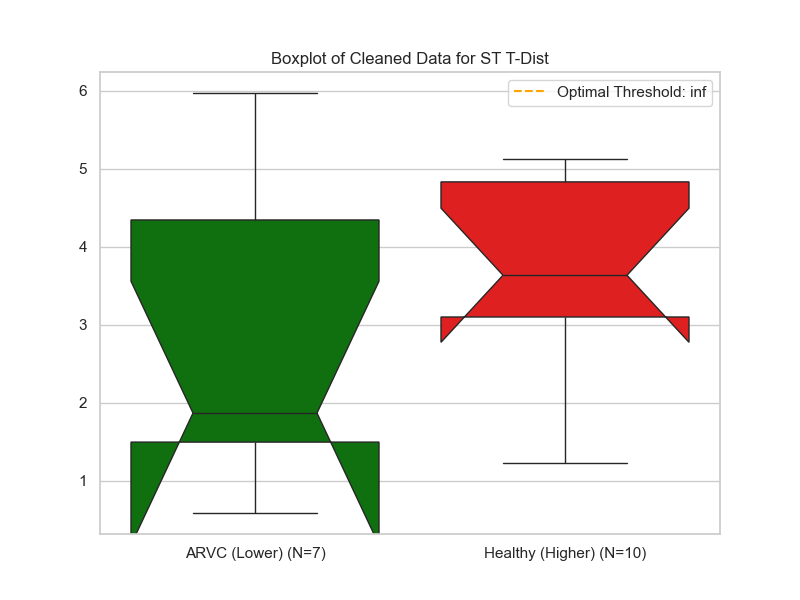 Boxplot of Cleaned Data for ST T-Dist
Optimal Threshold: inf
6
5
4
3
2
1
ARVC (Lower) (N=7)
Healthy (Higher) (N=10)